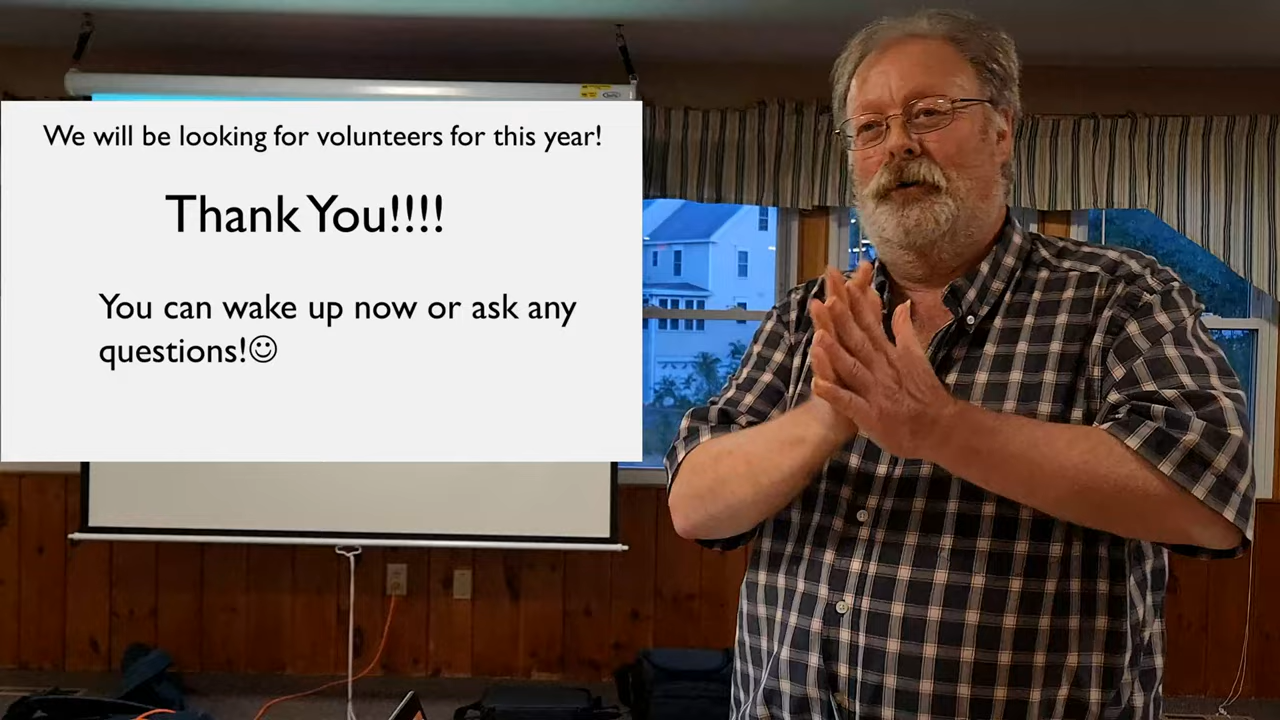 We will be looking for volunteers for this year!
Thank You!!!!
You can wake up now or ask any
questions!☺